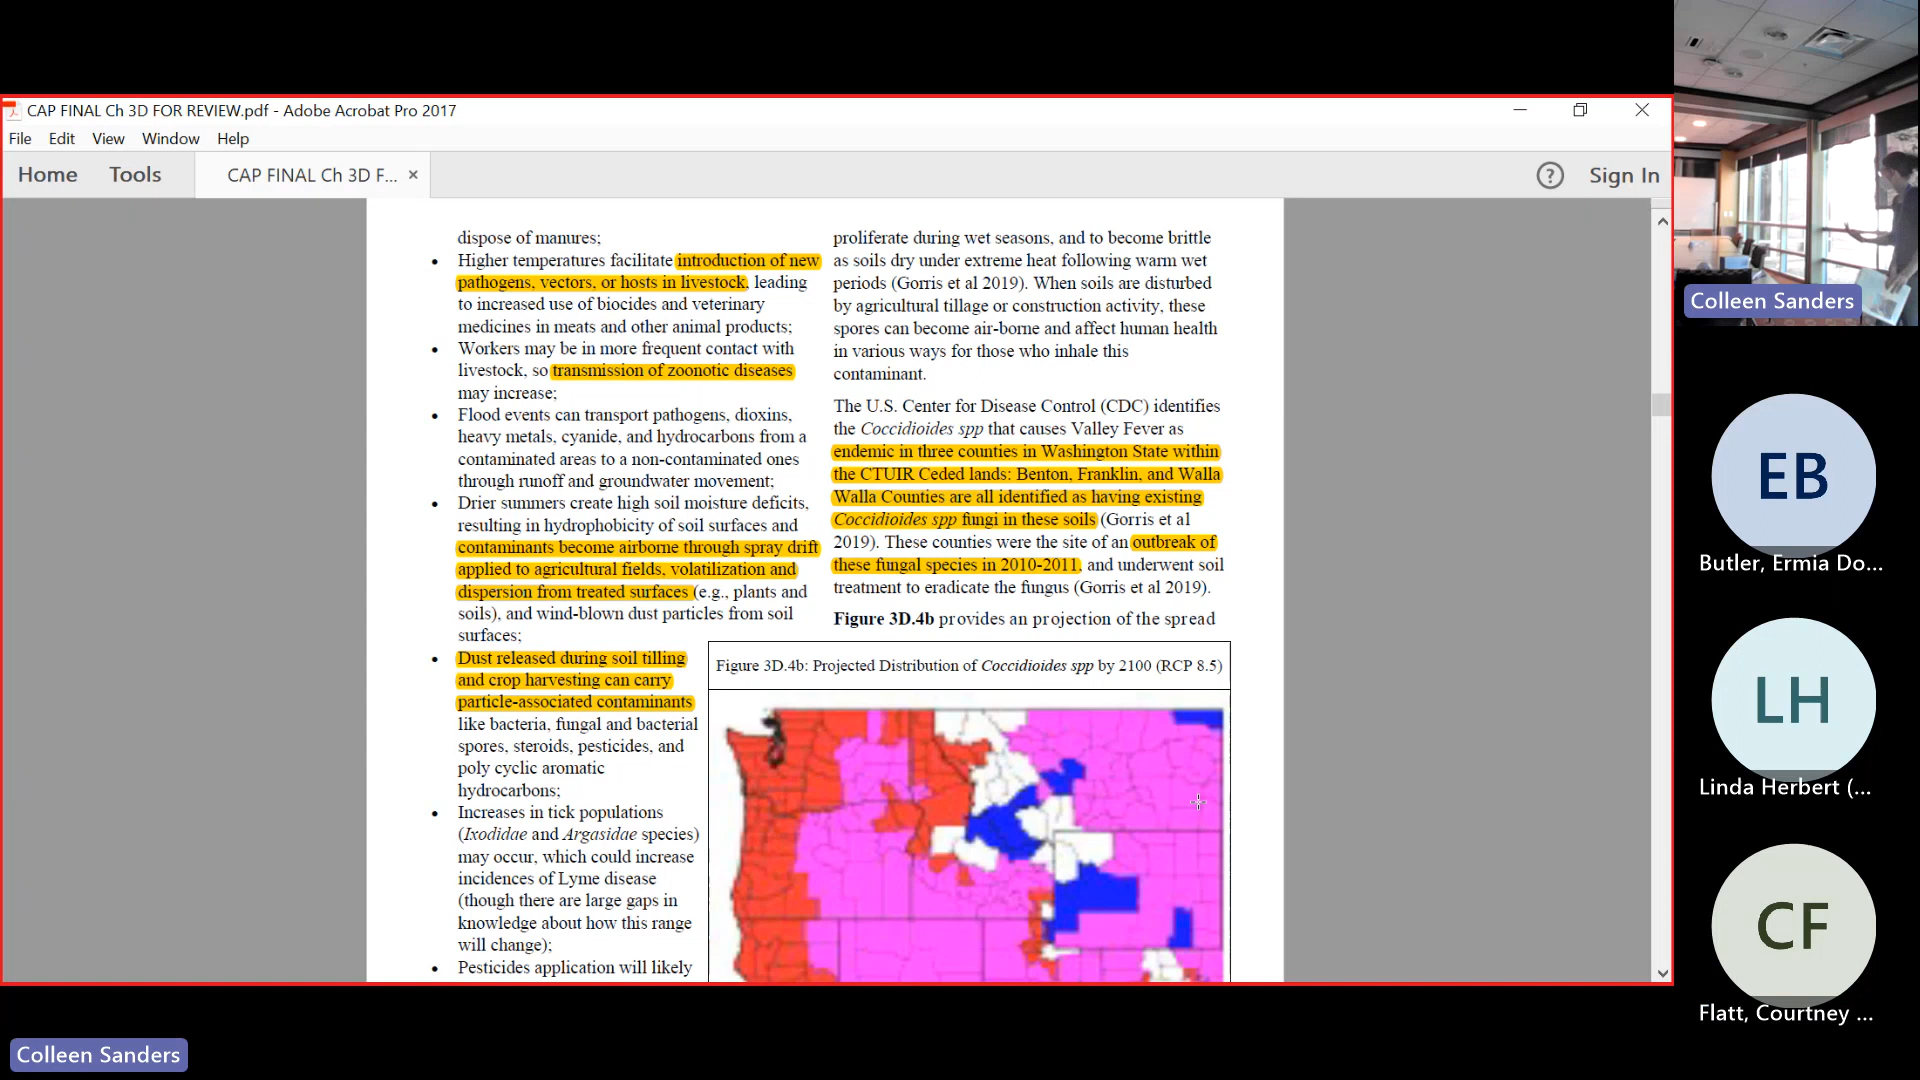 CAP FINAL Ch 3D FOR REVIEW.pdf - Adobe Acrobat Pro 2017
File Edit View Window Help
Home Tools CAP FINAL Ch 3D F... × ? Sign In
dispose of manures;
• Higher temperatures facilitate introduction of new
pathogens, vectors, or hosts in livestock, leading
to increased use of biocides and veterinary
medicines in meats and other animal products;
• Workers may be in more frequent contact with
livestock, so transmission of zoonotic diseases
may increase;
• Flood events can transport pathogens, dioxins,
heavy metals, cyanide, and hydrocarbons from a
contaminated areas to a non-contaminated ones
through runoff and groundwater movement;
• Drier summers create high soil moisture deficits,
resulting in hydrophobicity of soil surfaces and
contaminants become airborne through spray drift
applied to agricultural fields, volatilization and
dispersion from treated surfaces (e.g., plants and
soils), and wind-blown dust particles from soil
surfaces;
• Dust released during soil tilling
and crop harvesting can carry
particle-associated contaminants
like bacteria, fungal and bacterial
spores, steroids, pesticides, and
poly cyclic aromatic
hydrocarbons;
• Increases in tick populations
(Ixodidae and Argasidae species)
may occur, which could increase
incidences of Lyme disease
(though there are large gaps in
knowledge about how this range
will change);
• Pesticides application will likely
proliferate during wet seasons, and to become brittle
as soils dry under extreme heat following warm wet
periods (Gorris et al 2019). When soils are disturbed
by agricultural tillage or construction activity, these
spores can become air-borne and affect human health
in various ways for those who inhale this
contaminant.
The U.S. Center for Disease Control (CDC) identifies
the Coccidioides spp that causes Valley Fever as
endemic in three counties in Washington State within
the CTUIR Ceded lands: Benton, Franklin, and Walla
Walla Counties are all identified as having existing
Coccidioides spp fungi in these soils (Gorris et al
2019). These counties were the site of an outbreak of
these fungal species in 2010-2011, and underwent soil
treatment to eradicate the fungus (Gorris et al 2019).
Figure 3D.4b provides an projection of the spread
Figure 3D.4b: Projected Distribution of Coccidioides spp by 2100 (RCP 8.5)
Colleen Sanders
EB
Butler, Ermia Do...
LH
Linda Herbert (...
CF
Flatt, Courtney ...
Colleen Sanders